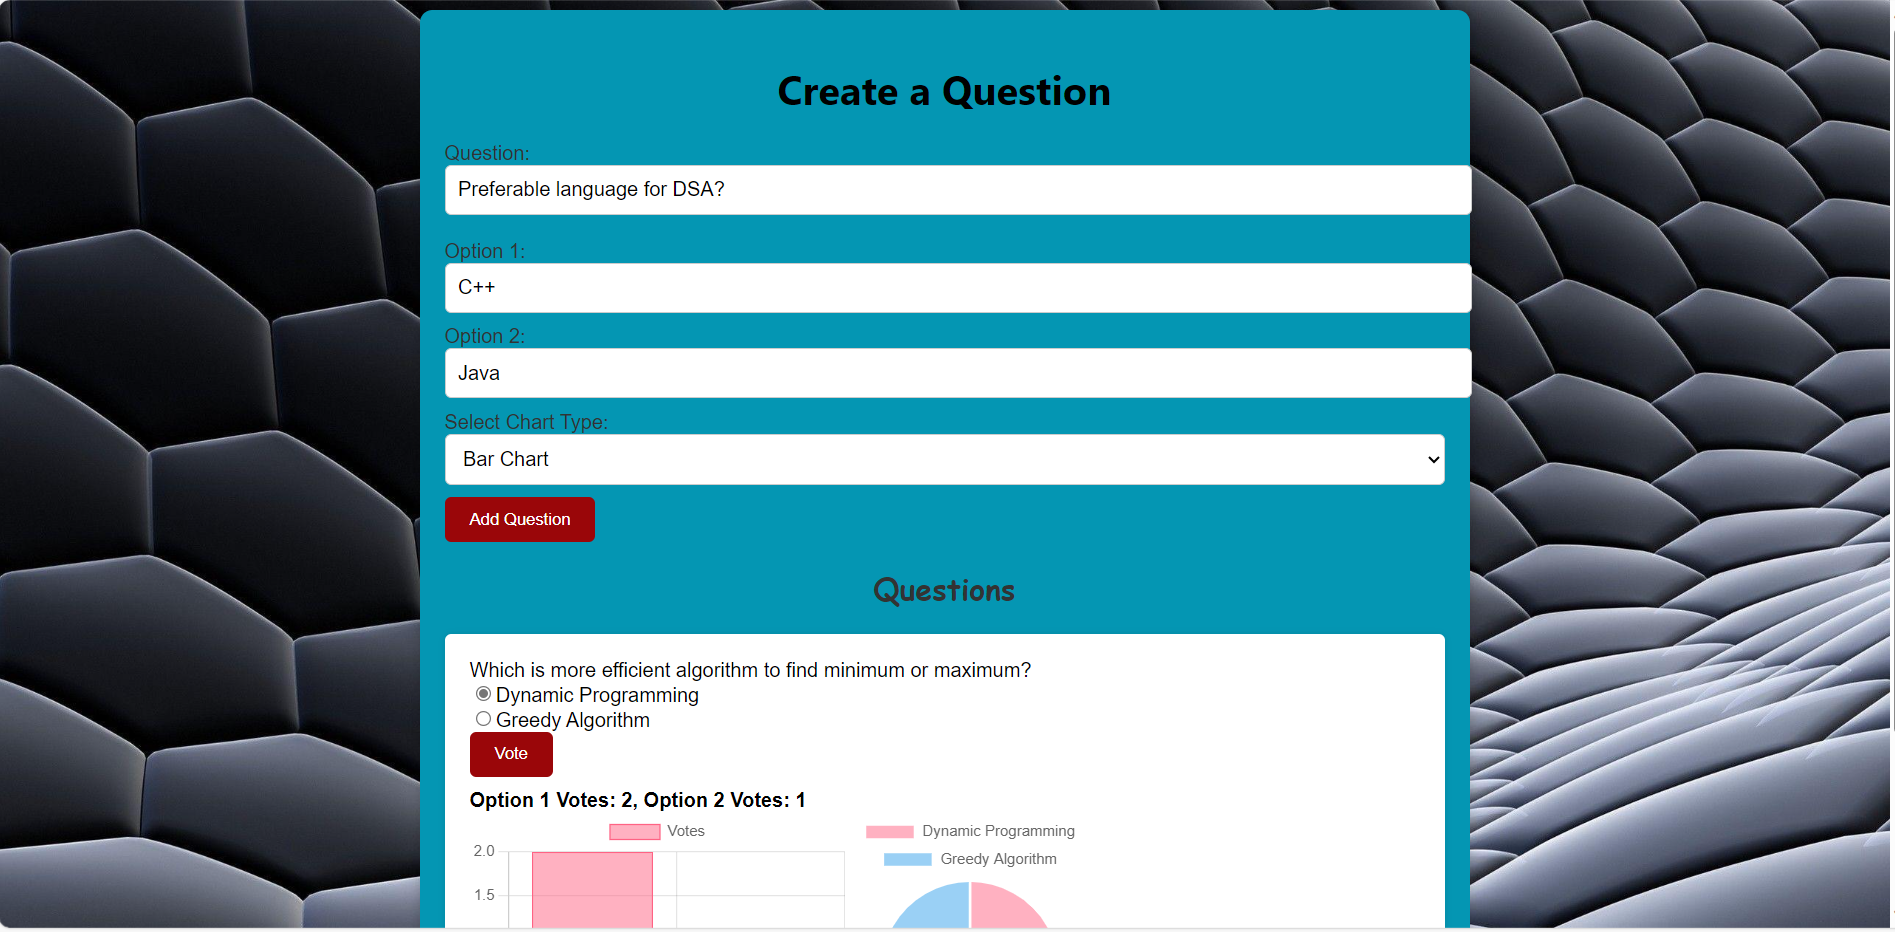 Create a Question
Question:
Preferable language for DSA?
Option 1:
C++
Option 2:
Java
Select Chart Type:
Bar Chart
Add Question
Questions
Which is more efficient algorithm to find minimum or maximum?
Dynamic Programming
Greedy Algorithm
Vote
Option 1 Votes: 2, Option 2 Votes: 1
Votes
2.0
1.5
Dynamic Programming
Greedy Algorithm